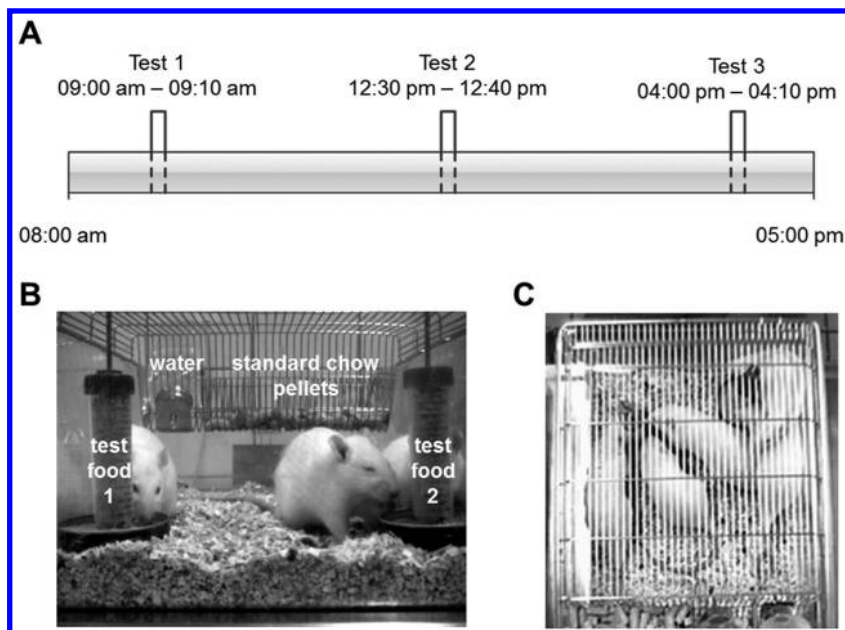 A
Test 1
09:00 am – 09:10 am
Test 2
12:30 pm – 12:40 pm
Test 3
04:00 pm – 04:10 pm
08:00 am
05:00 pm
B
water
standard chow
pellets
test
food
1
test
food
2
C